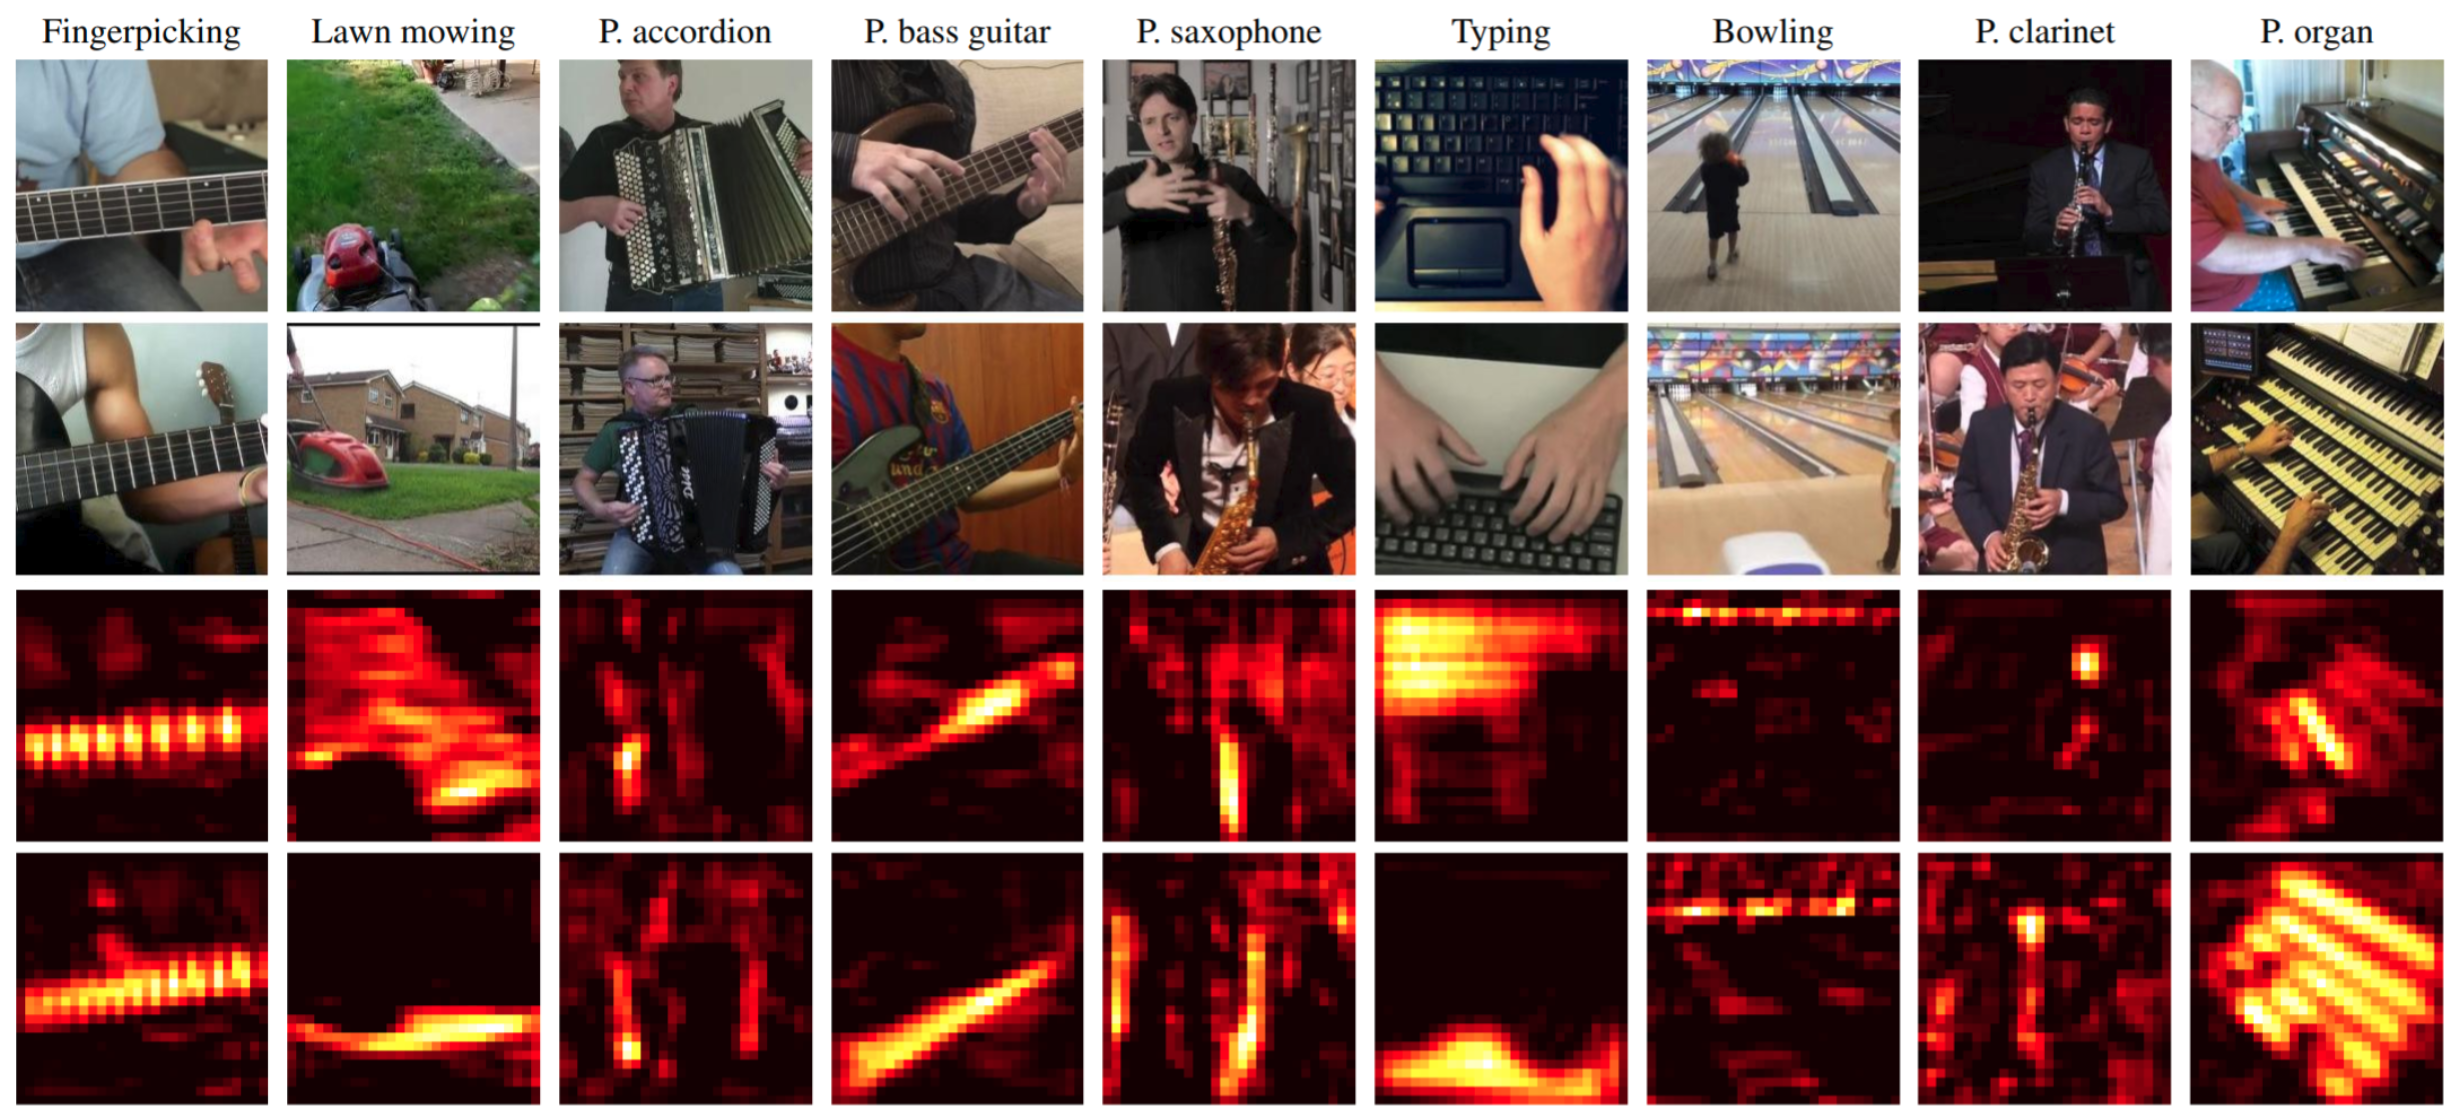 Fingerpicking
Lawn mowing
P. accordion
P. bass guitar
P. saxophone
Typing
Bowling
P. clarinet
P. organ